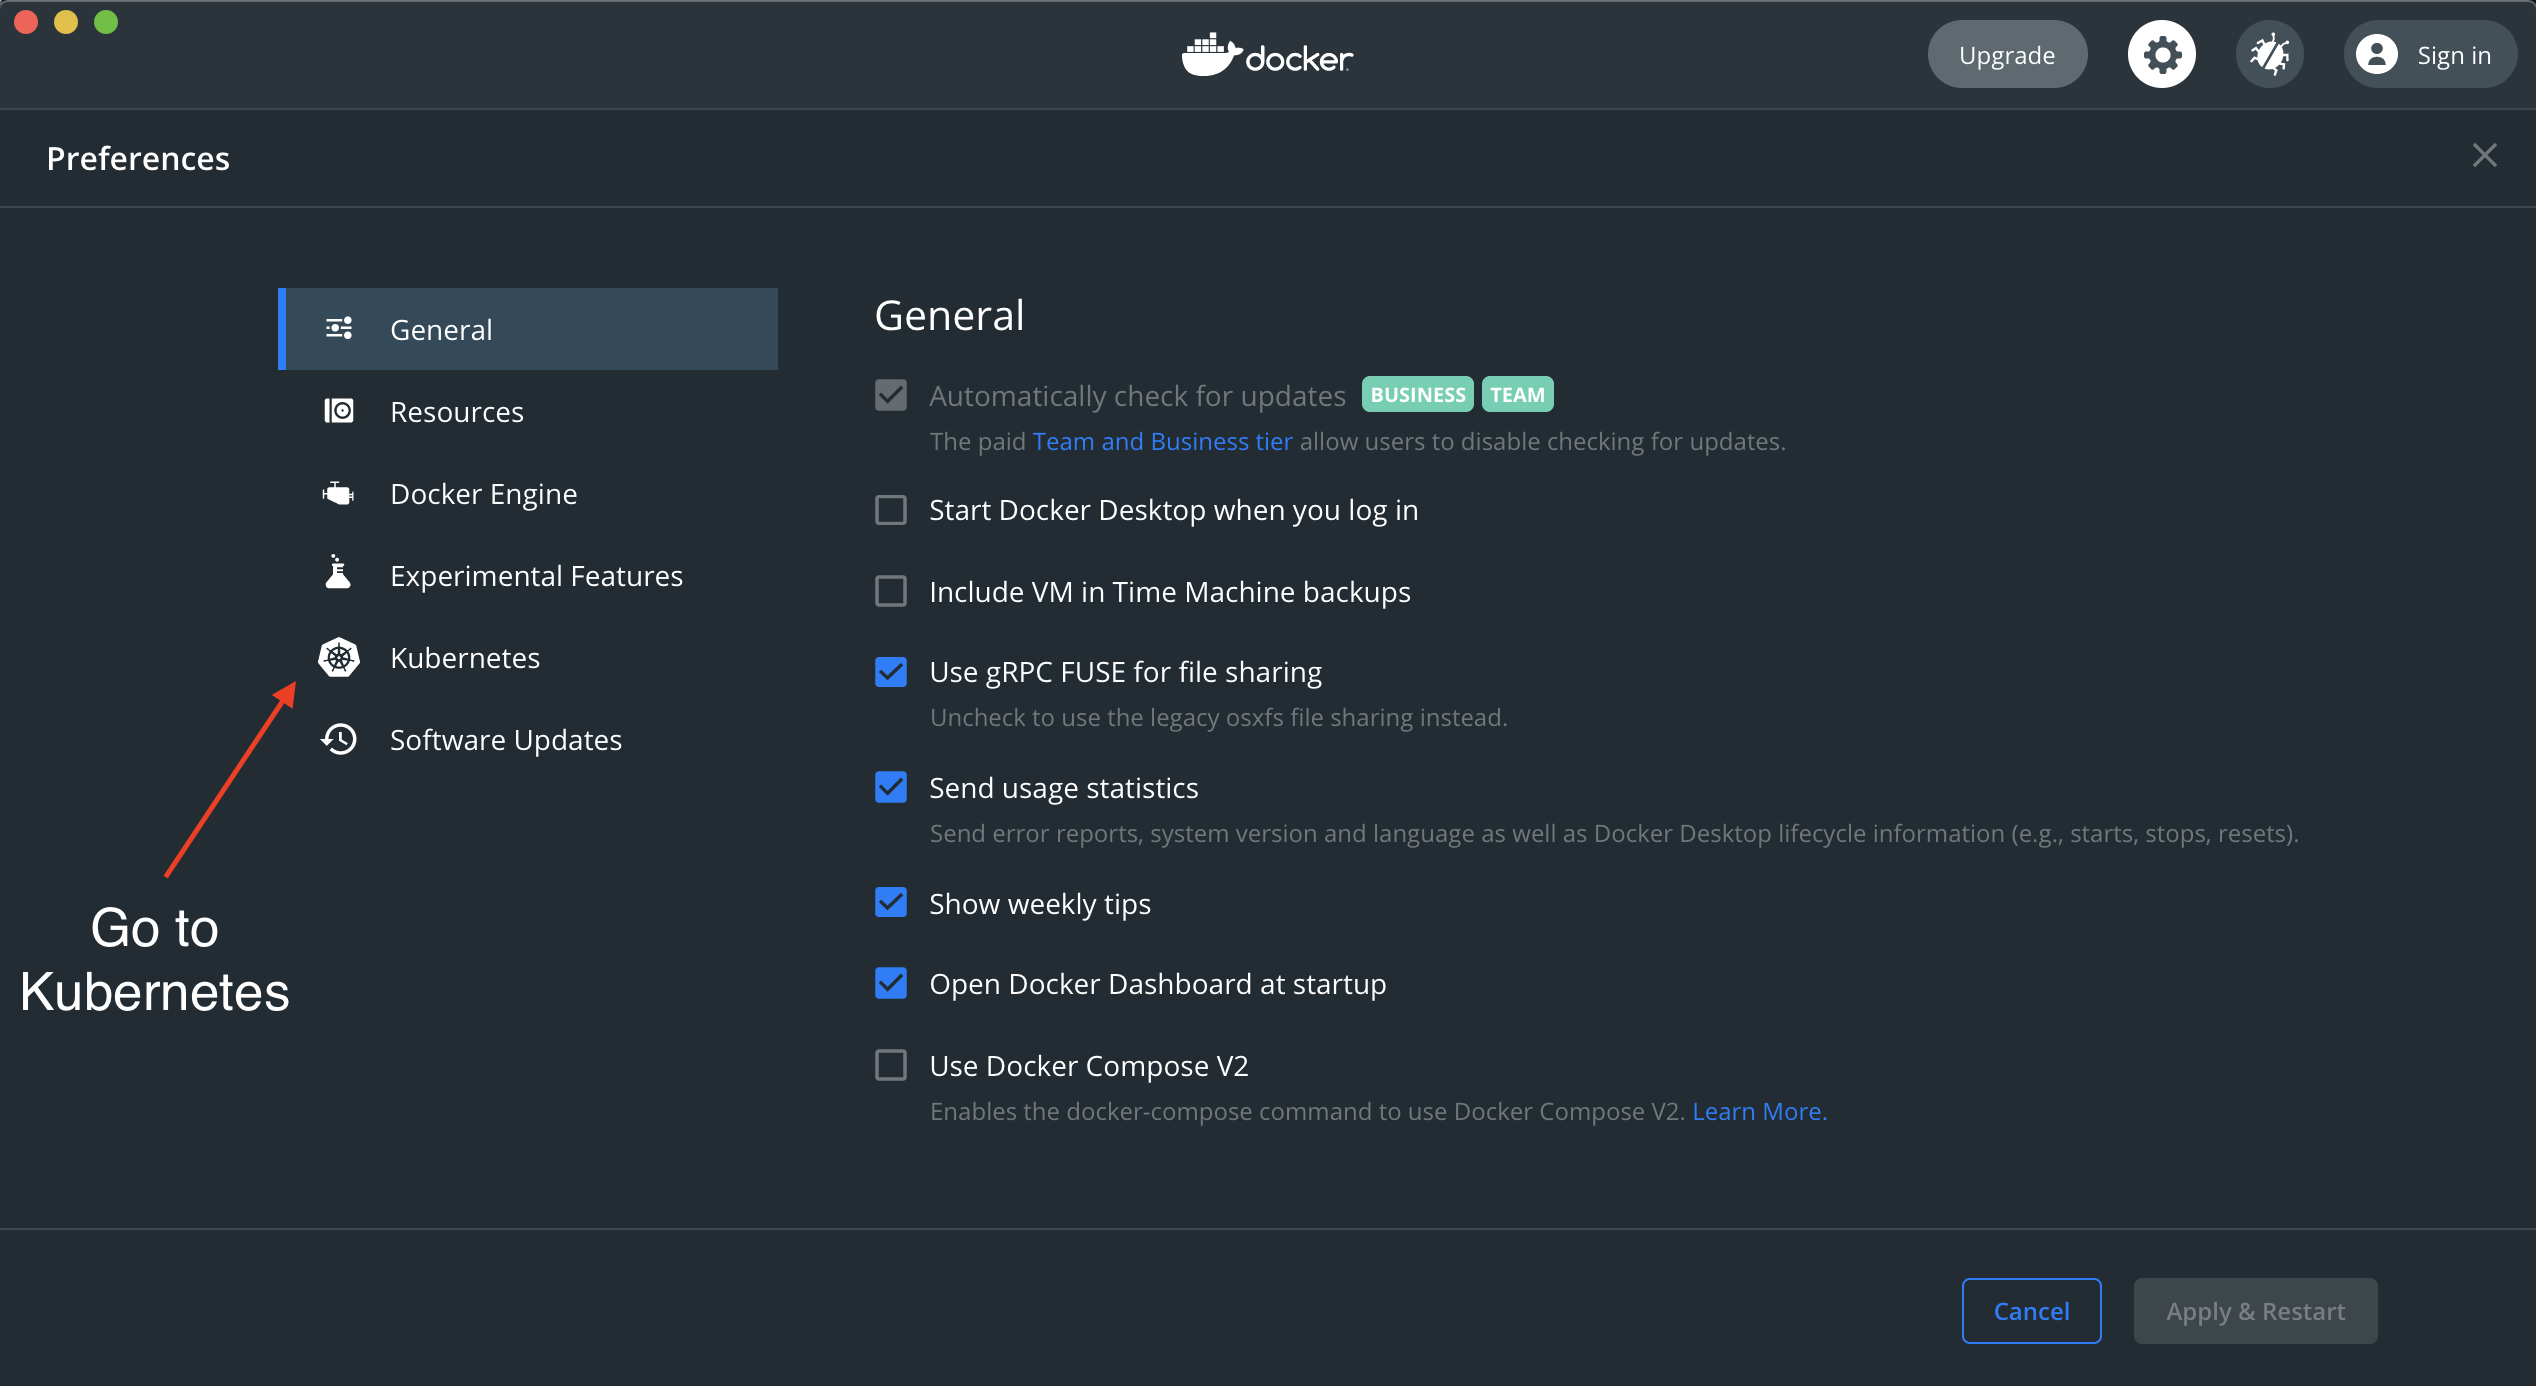 docker
Upgrade
Sign in
Preferences
General
Resources
Docker Engine
Experimental Features
Kubernetes
Software Updates
Go to
Kubernetes
General
Automatically check for updates BUSINESS TEAM
The paid Team and Business tier allow users to disable checking for updates.
Start Docker Desktop when you log in
Include VM in Time Machine backups
Use gRPC FUSE for file sharing
Uncheck to use the legacy osxfs file sharing instead.
Send usage statistics
Send error reports, system version and language as well as Docker Desktop lifecycle information (e.g., starts, stops, resets).
Show weekly tips
Open Docker Dashboard at startup
Use Docker Compose V2
Enables the docker-compose command to use Docker Compose V2. Learn More.
Cancel
Apply & Restart